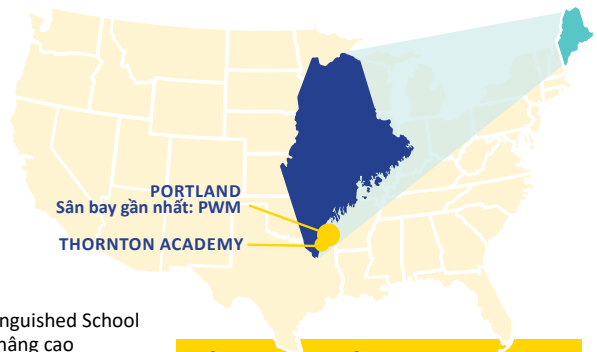 PORTLAND
Sân bay gần nhất: PWM
THORNTON ACADEMY
nguished School
nâng cao